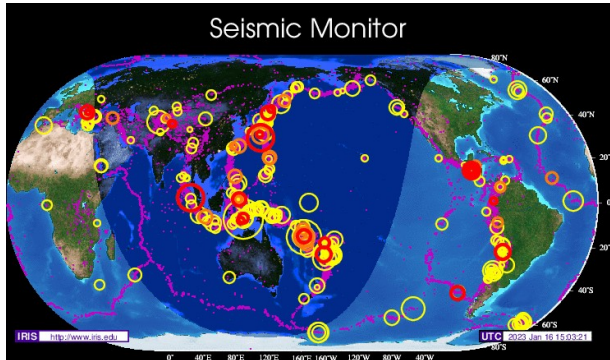 Seismic Monitor
80˚N
60˚N
40˚N
20˚N
0˚
20˚S
40˚S
60˚S
80˚S
IRIS http://www.iris.edu
UTC 2023 Jan 16 15:03:21
0˚ 40˚E 80˚E 120˚E 160˚E 160˚W 120˚W 80˚W 40˚W